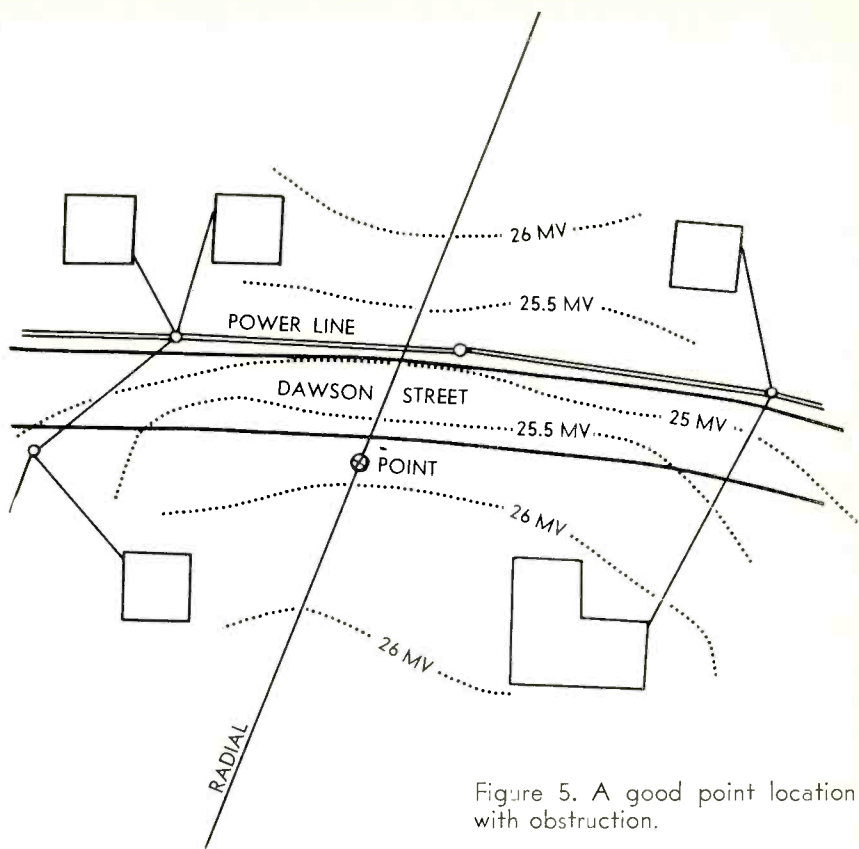 26 MV
25.5 MV
POWER LINE
DAWSON STREET
25 MV
25.5 MV
POINT
26 MV
26 MV
RADIAL
Figure 5. A good point location
with obstruction.